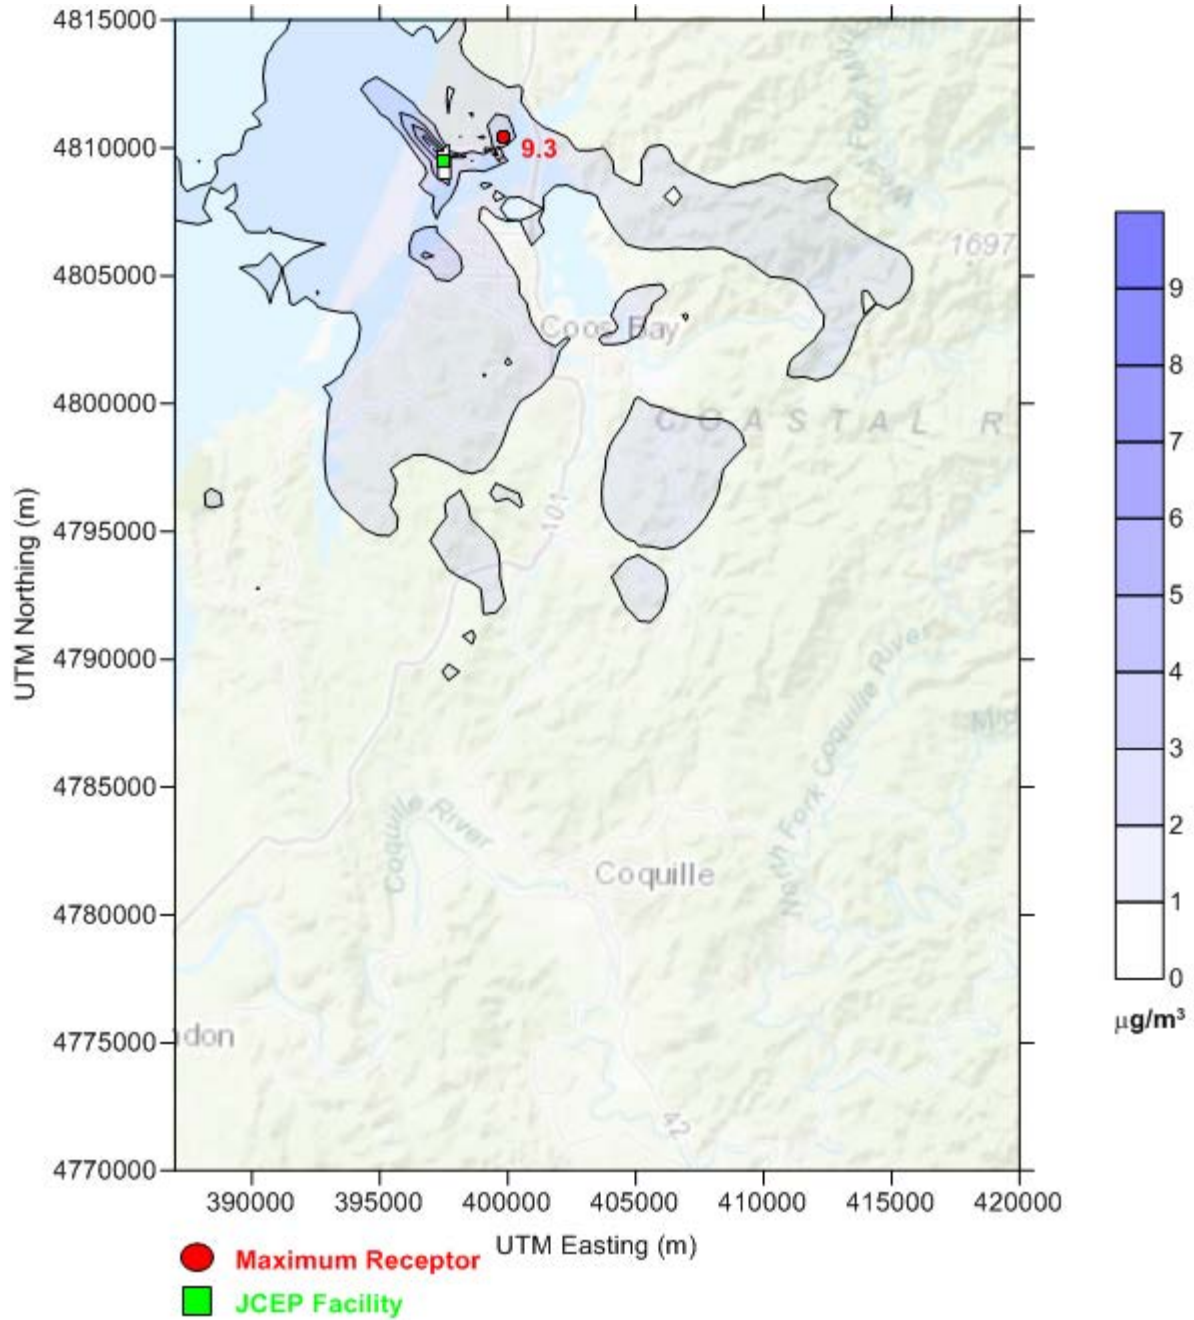 4815000
4810000
4805000
4800000
4795000
4790000
4785000
4780000
4775000
4770000
UTM Northing (m)
390000 395000 400000 405000 410000 415000 420000
UTM Easting (m)
9.3
1697
Coos Bay
COASTAL R
101
North Fork Coquille River
Mid
Coquille River
Coquille
don
42
9
8
7
6
5
4
3
2
1
0
μg/m³
Maximum Receptor
JCEP Facility